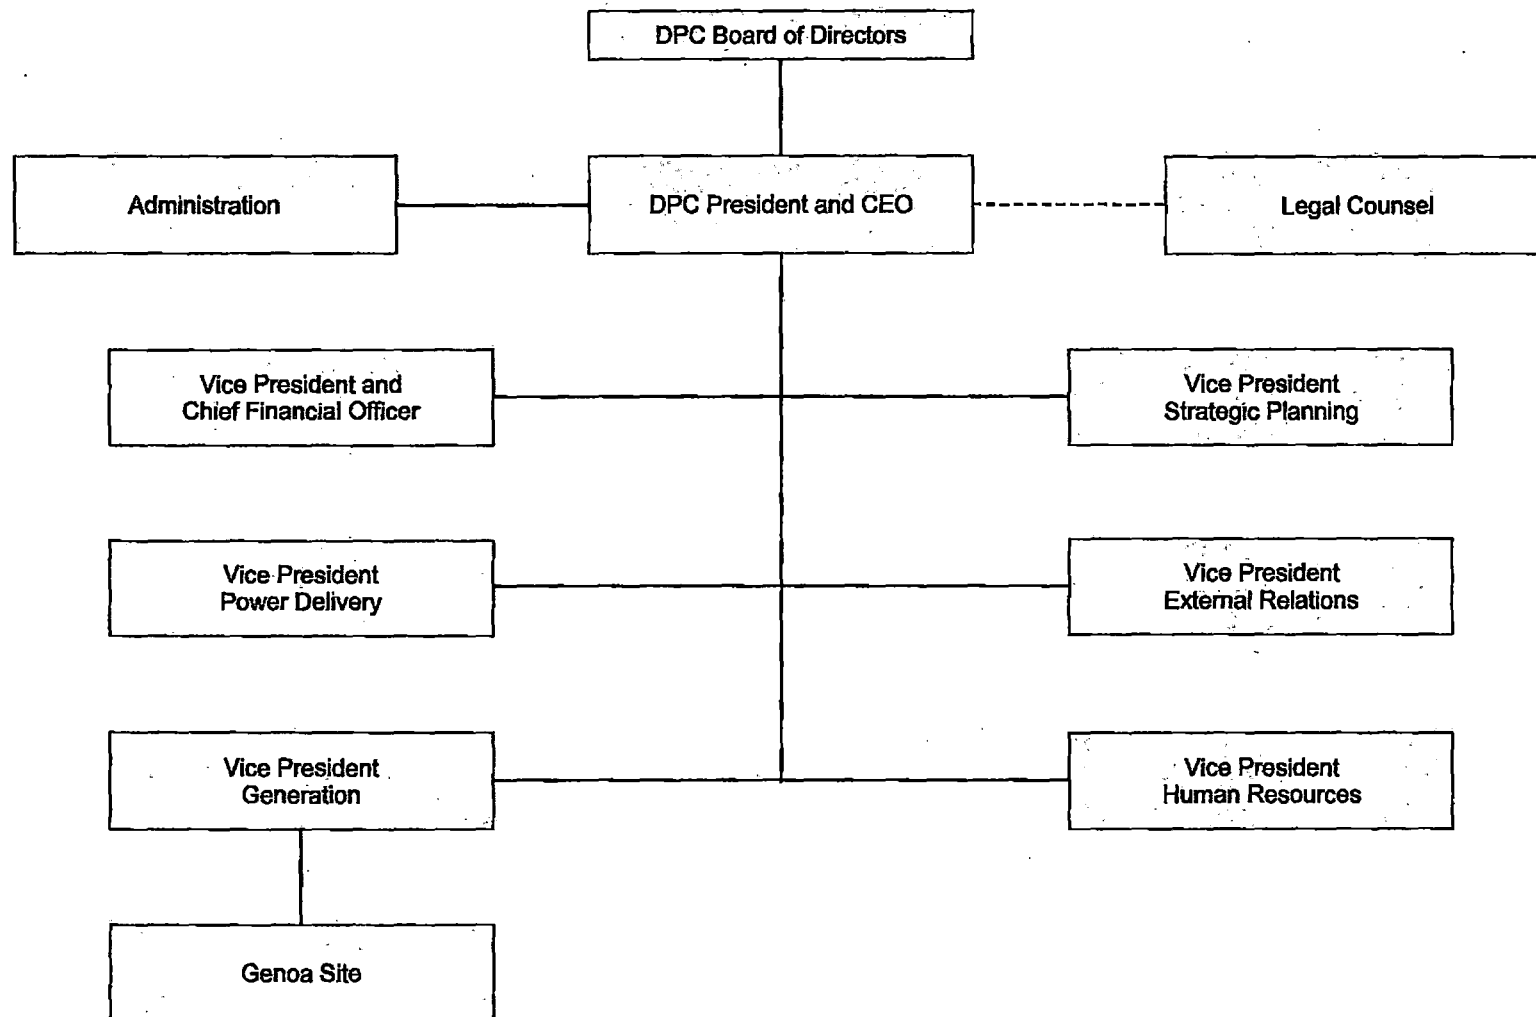 DPC Board of Directors
Administration
DPC President and CEO
Legal Counsel
Vice President and
Chief Financial Officer
Vice President
Strategic Planning
Vice President
Power Delivery
Vice President
External Relations
Vice President
Generation
Vice President
Human Resources
Genoa Site